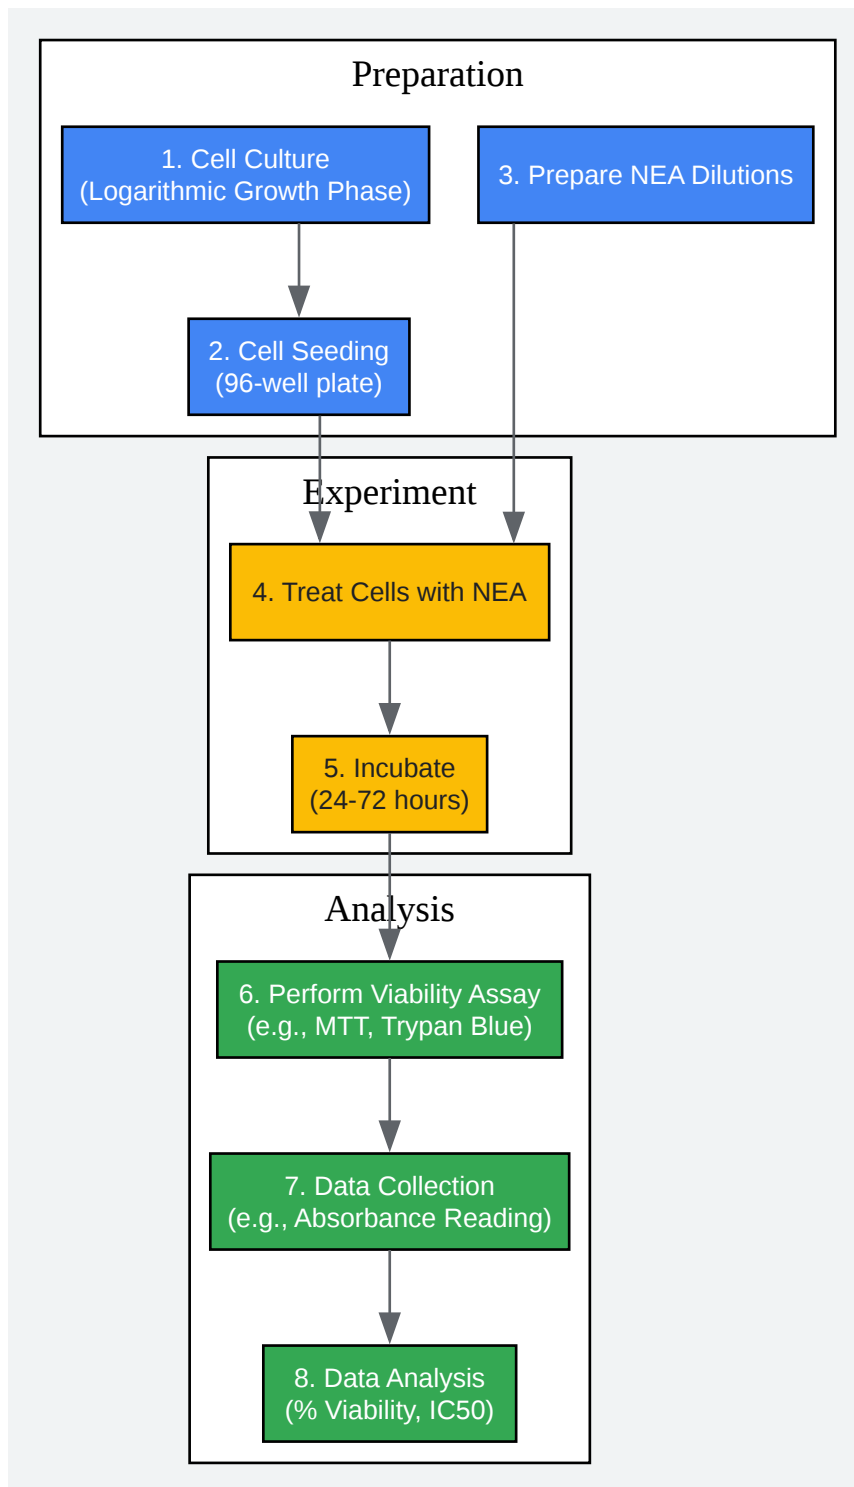 Preparation
1. Cell Culture
(Logarithmic Growth Phase)
3. Prepare NEA Dilutions
2. Cell Seeding
(96-well plate)
Experiment
4. Treat Cells with NEA
5. Incubate
(24-72 hours)
Analysis
6. Perform Viability Assay
(e.g., MTT, Trypan Blue)
7. Data Collection
(e.g., Absorbance Reading)
8. Data Analysis
(% Viability, IC50)